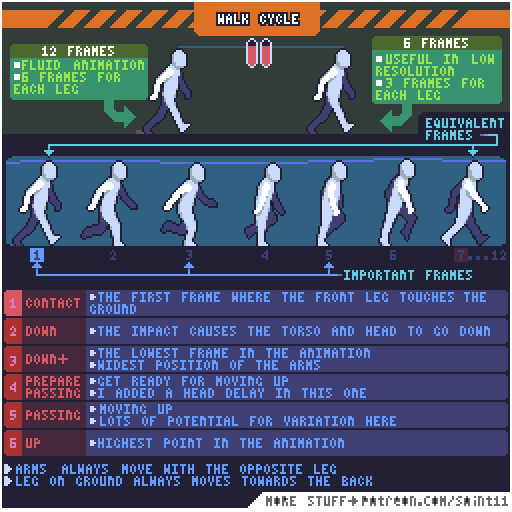 WALK CYCLE
12 FRAMES
FLUID ANIMATION
6 FRAMES FOR
EACH LEG
6 FRAMES
USEFUL IN LOW
RESOLUTION
3 FRAMES FOR
EACH LEG
EQUIVALENT
FRAMES
1 2 3 4 5 6 7...12
IMPORTANT FRAMES
1 CONTACT
THE FIRST FRAME WHERE THE FRONT LEG TOUCHES THE
GROUND
2 DOWN
THE IMPACT CAUSES THE TORSO AND HEAD TO GO DOWN
3 DOWN+
THE LOWEST FRAME IN THE ANIMATION
WIDEST POSITION OF THE ARMS
4 PREPARE
PASSING
GET READY FOR MOVING UP
I ADDED A HEAD DELAY IN THIS ONE
5 PASSING
MOVING UP
LOTS OF POTENTIAL FOR VARIATION HERE
6 UP
HIGHEST POINT IN THE ANIMATION
ARMS ALWAYS MOVE WITH THE OPPOSITE LEG
LEG ON GROUND ALWAYS MOVES TOWARDS THE BACK
MORE STUFF→PATREON.COM/SAINT11